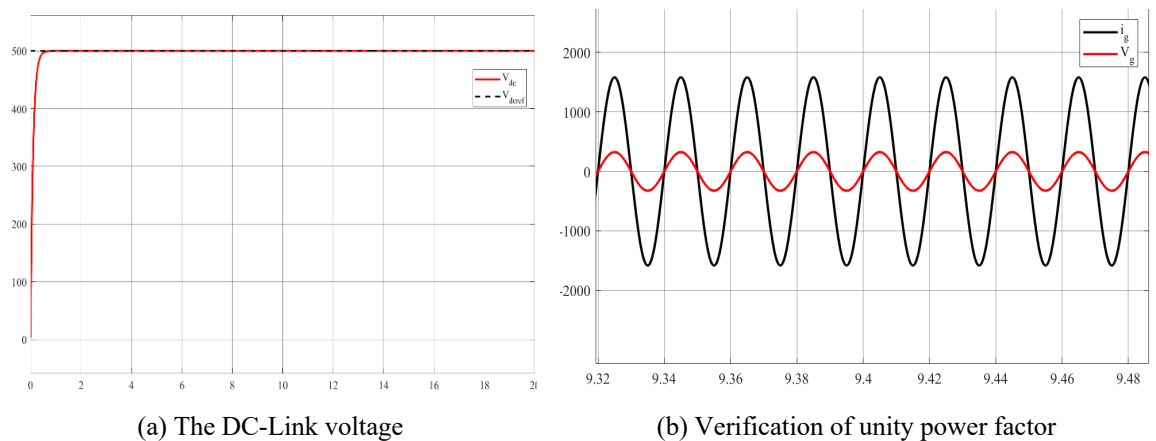 500
400
300
200
100
0
0 2 4 6 8 10 12 14 16 18 20
V_dc
V_dcref
(a) The DC-Link voltage
2000
1000
0
-1000
-2000
9.32 9.34 9.36 9.38 9.4 9.42 9.44 9.46 9.48
i_g
V_g
(b) Verification of unity power factor